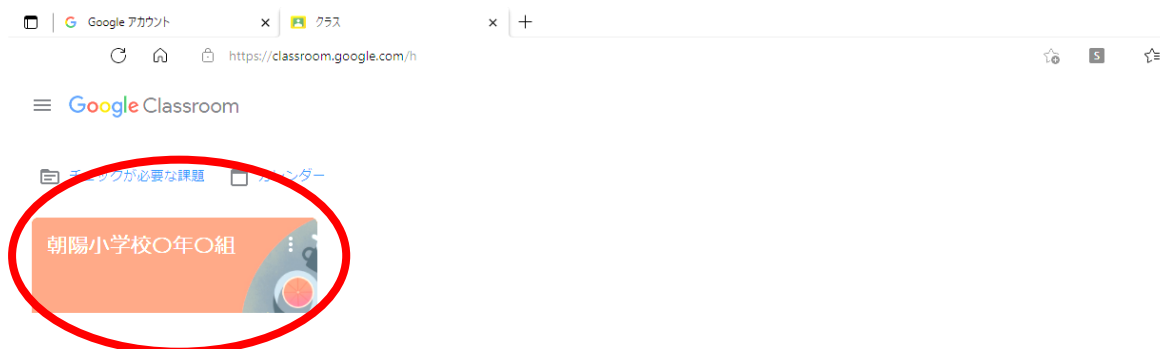 Google アカウント
クラス
https://classroom.google.com/h
S
Google Classroom
チェックが必要な課題
カレンダー
朝陽小学校〇年〇組